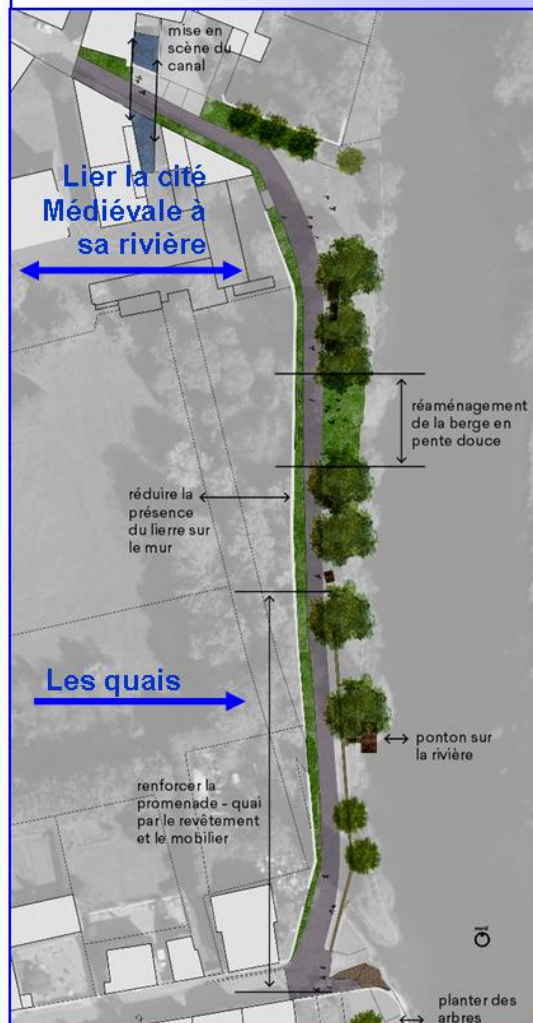 mise en
scène du
canal
Lier la cité
Médiévale à
sa rivière
réaménagement
de la berge en
pente douce
réduire la
présence
du lierre sur
le mur
Les quais
ponton sur
la rivière
renforcer la
promenade - quai
par le revêtement
et le mobilier
nord
planter des
arbres